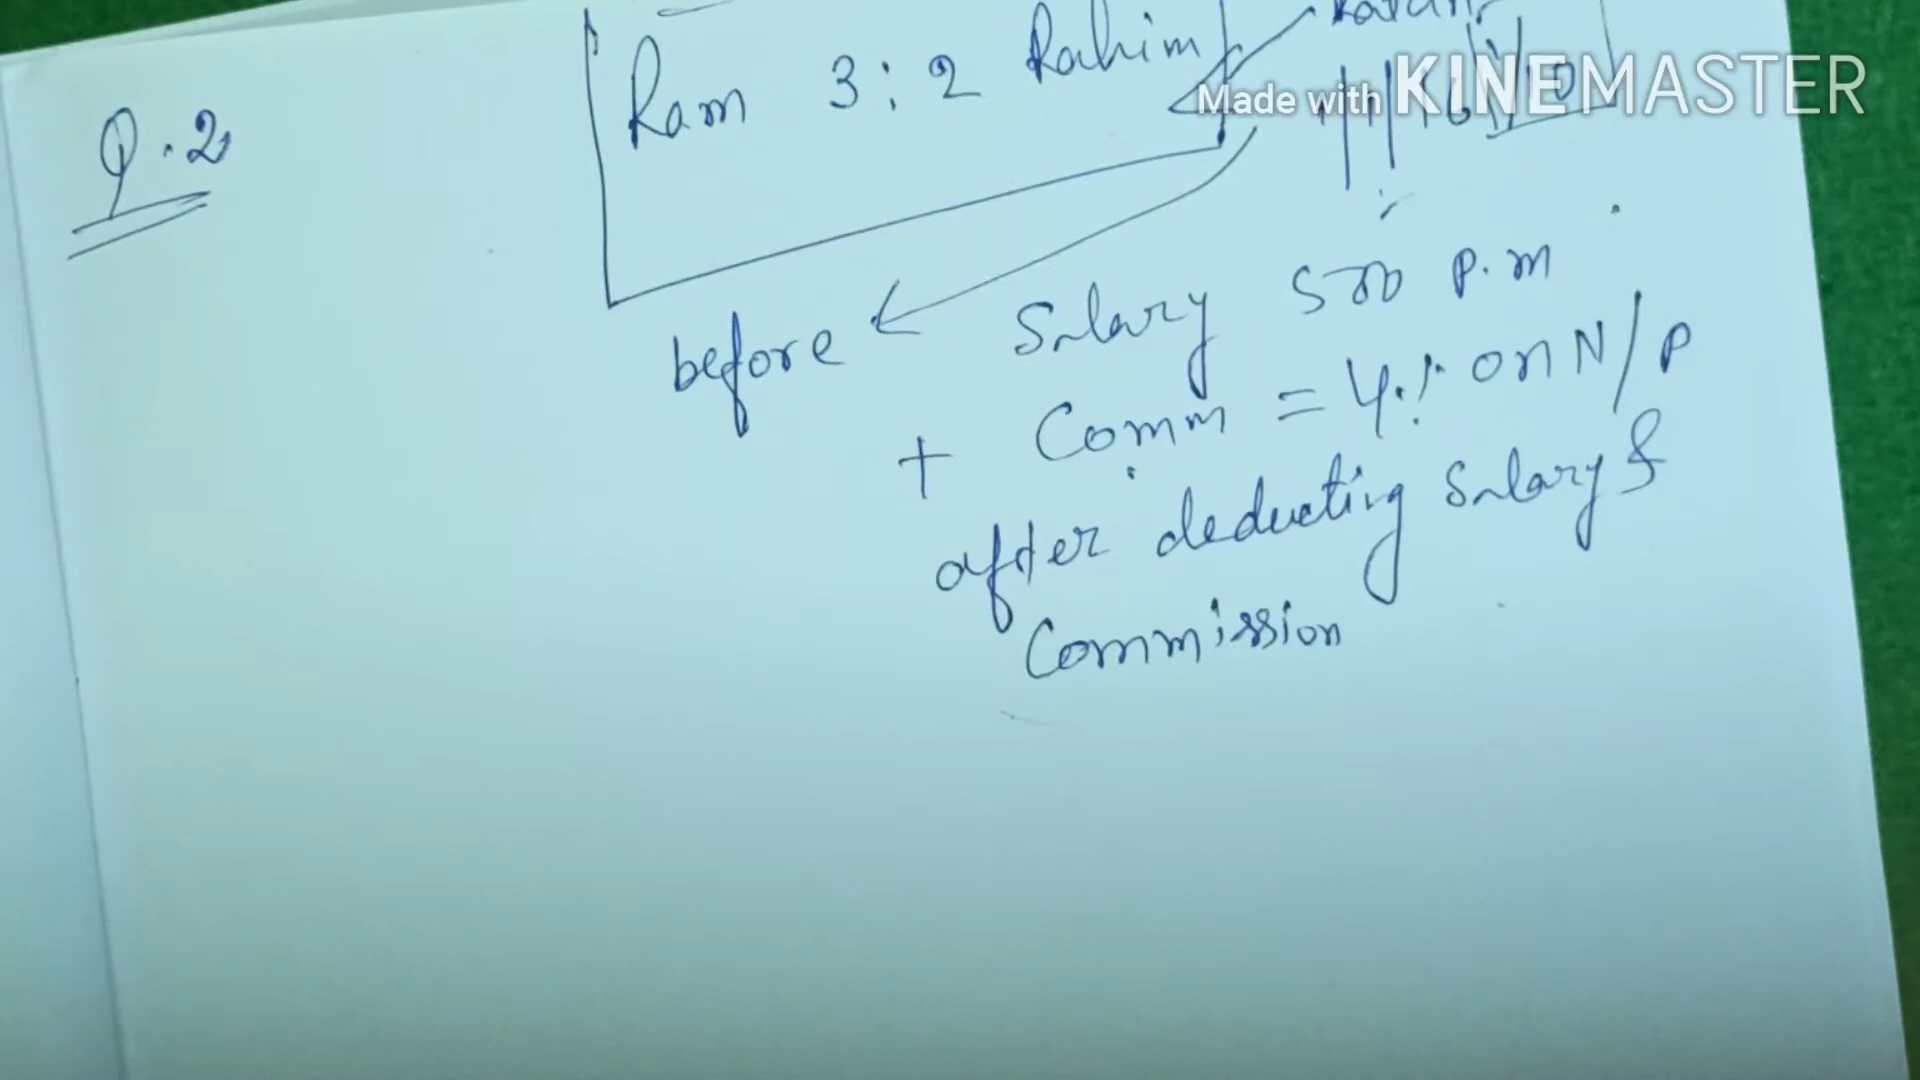 Q.2
Ram 3:2 Rahim
Made with KINEMASTER
before
Salary 500 p.m
+ Comm = 4% on N/P
after deducting Salary &
Commission